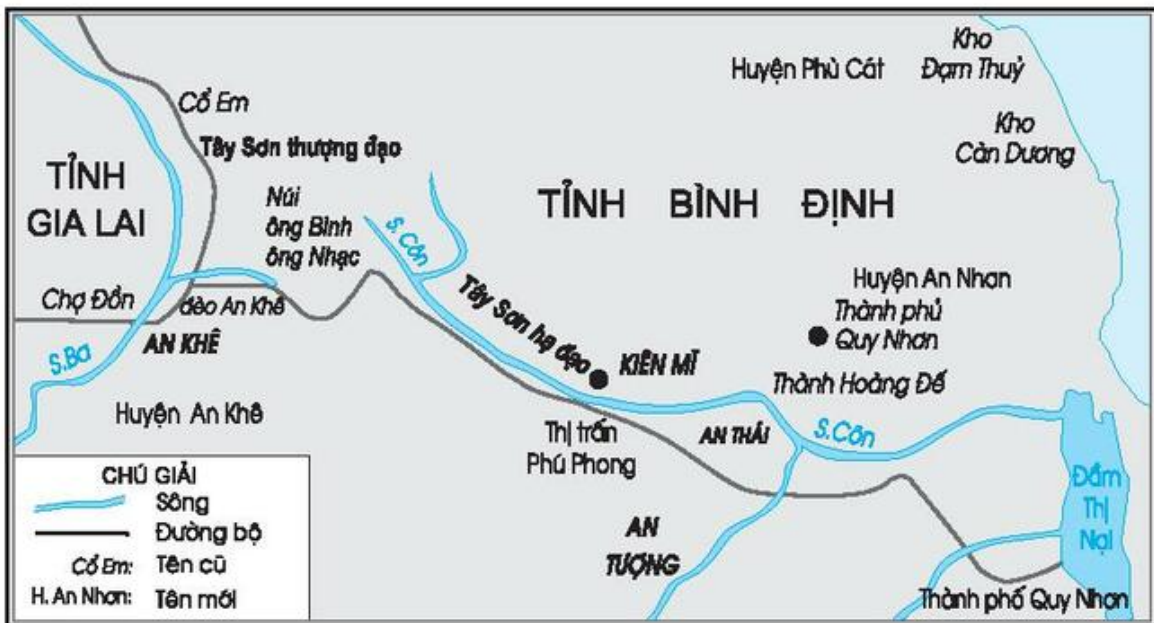 Kho
Đạm Thuỷ
Huyện Phù Cát
Cổ Em
Kho
Càn Dương
Tây Sơn thượng đạo
TỈNH
GIA LAI
Núi
ông Bình
ông Nhạc
TỈNH BÌNH ĐỊNH
S. Côn
Huyện An Nhơn
Thành phủ
Quy Nhơn
Chợ Đồn
đèo An Khê
Tây Sơn hạ đạo
AN KHÊ
KIÊN MĨ
S.Ba
Thành Hoàng Đế
Huyện An Khê
Thị trấn
Phú Phong
AN THÁI
S.Côn
Đầm
Thị
Nại
AN
TƯỢNG
Thành phố Quy Nhơn
CHÚ GIẢI
Sông
Đường bộ
Cổ Em: Tên cũ
H. An Nhơn: Tên mới